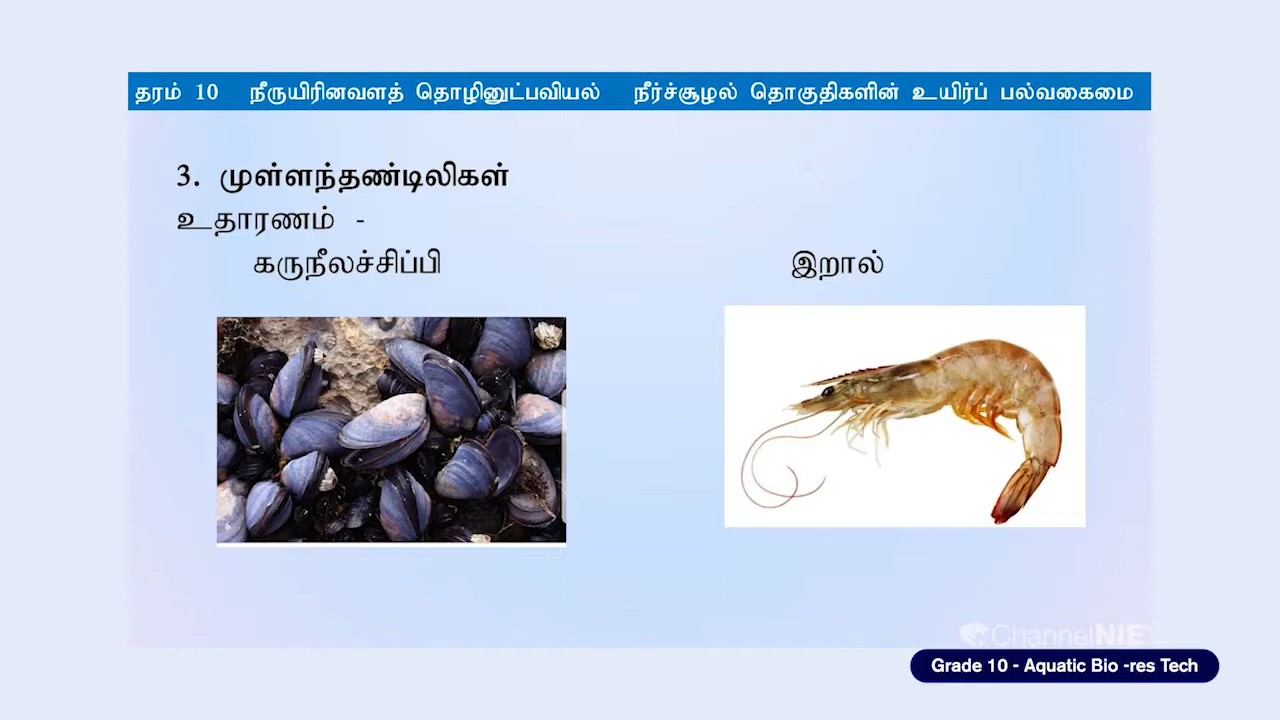 தரம் 10 நீருயிரினவளத் தொழினுட்பவியல் நீர்ச்சூழல் தொகுதிகளின் உயிர்ப் பல்வகைமை
3. முள்ளந்தண்டிலிகள்
உதாரணம் -
கருநீலச்சிப்பி இறால்
ChannelNIE
Grade 10 - Aquatic Bio -res Tech